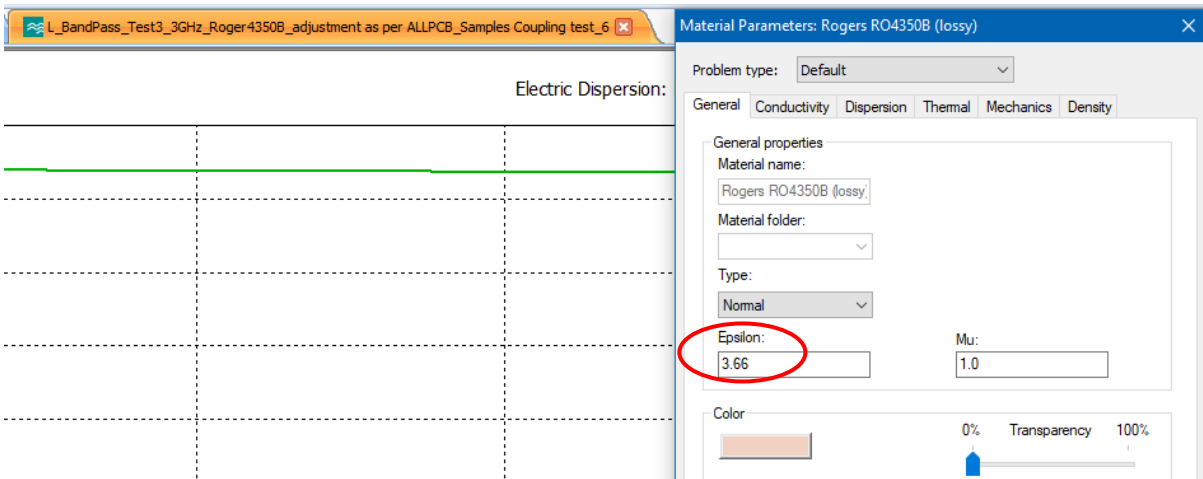 L_BandPass_Test3_3GHz_Roger4350B_adjustment as per ALLPCB_Samples Coupling test_6
Electric Dispersion:
Material Parameters: Rogers RO4350B (lossy)
Problem type: Default
General Conductivity Dispersion Thermal Mechanics Density
General properties
Material name:
Rogers RO4350B (lossy)
Material folder:
Type:
Normal
Epsilon: Mu:
3.66 1.0
Color
0% Transparency 100%